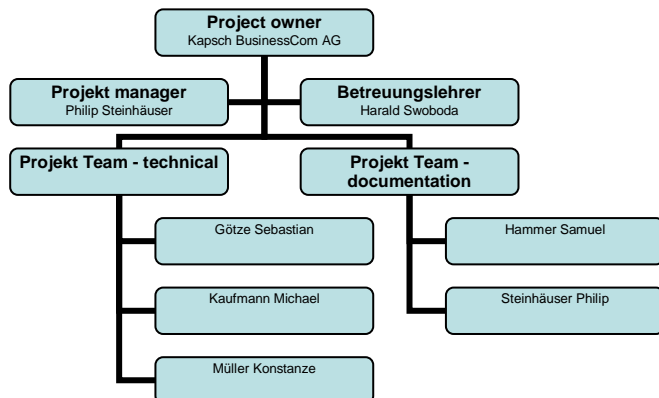 Project owner
Kapsch BusinessCom AG
Projekt manager
Philip Steinhäuser
Betreuungslehrer
Harald Swoboda
Projekt Team - technical
Projekt Team -
documentation
Götze Sebastian
Hammer Samuel
Kaufmann Michael
Steinhäuser Philip
Müller Konstanze